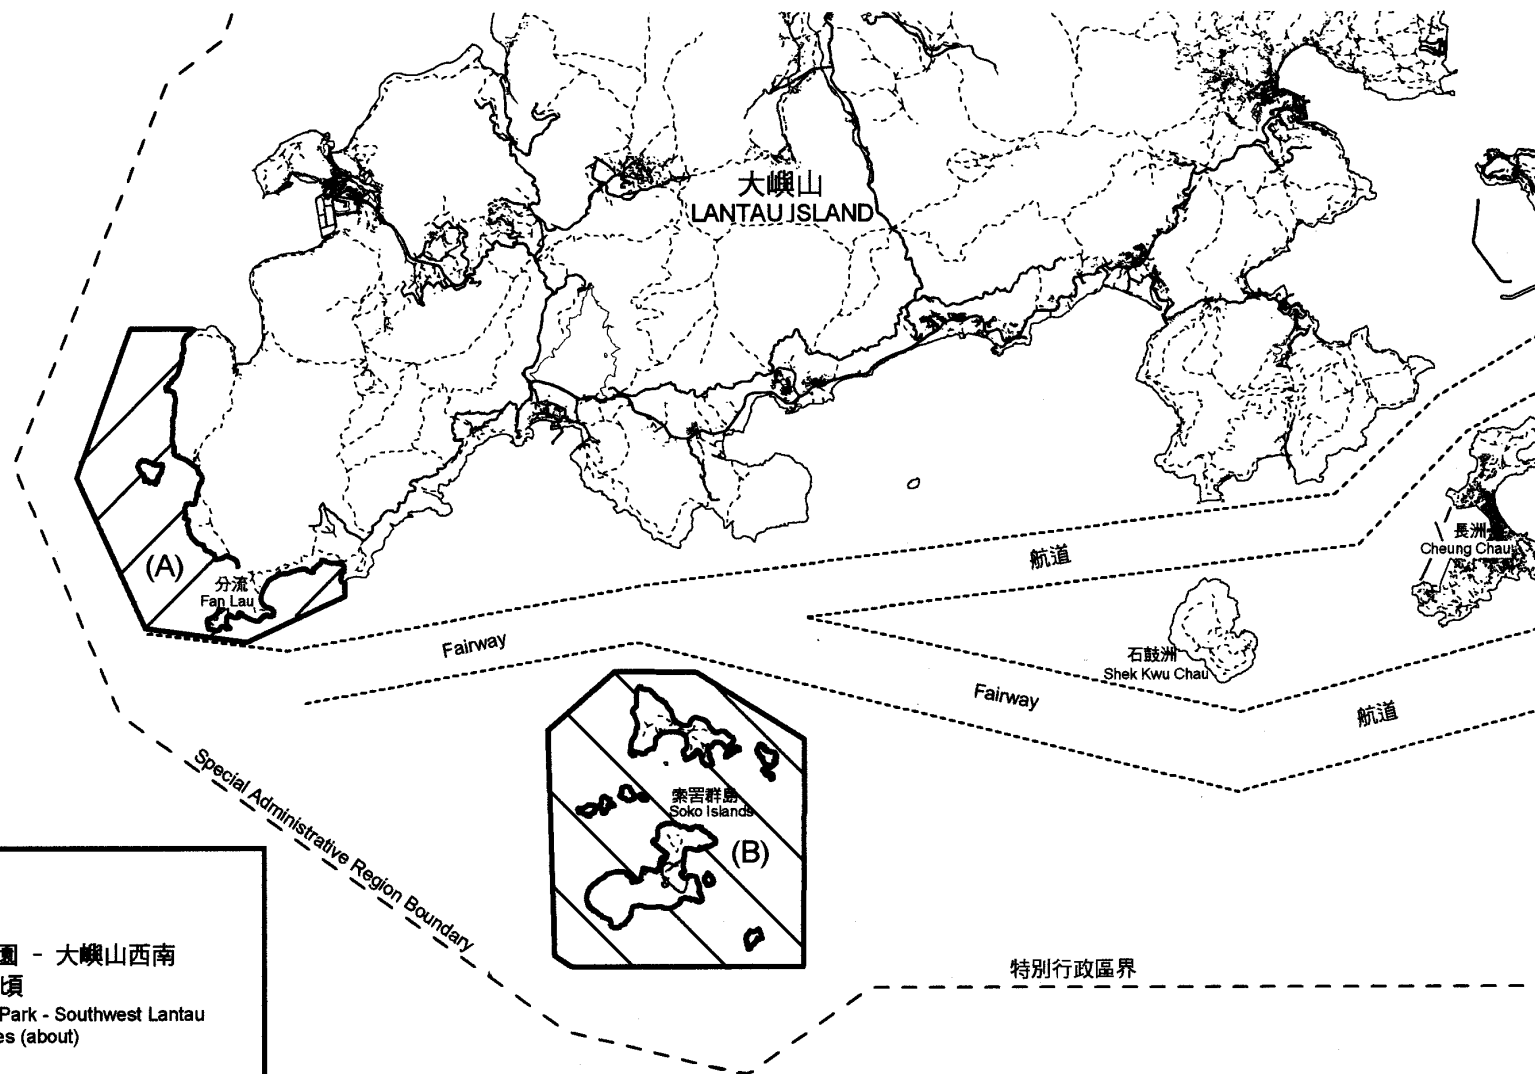 大嶼山
LANTAU ISLAND
(A)
分流
Fan Lau
航道
長洲
Cheung Chau
Fairway
石鼓洲
Shek Kwu Chau
Fairway
航道
Special Administrative Region Boundary
索罟群島
Soko Islands
(B)
特別行政區界
園 - 大嶼山西南
頃
Park - Southwest Lantau
es (about)